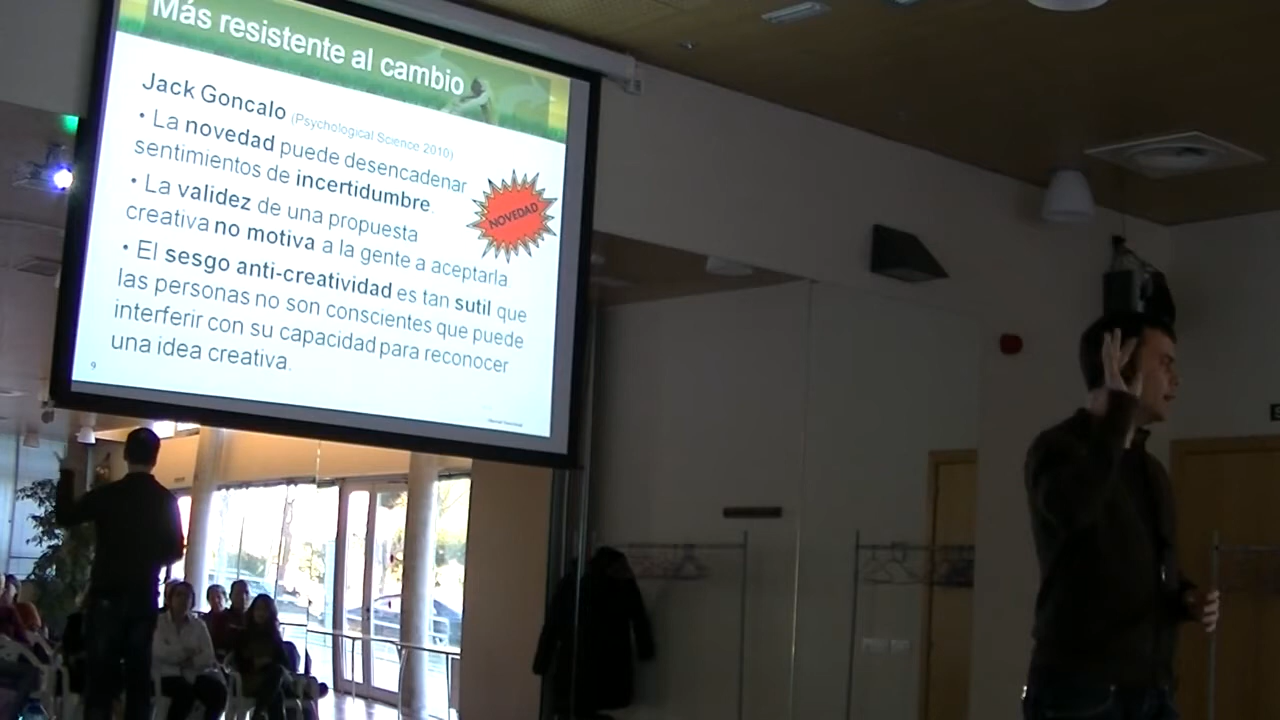 Más resistente al cambio
Jack Goncalo (Psychological Science 2010)
• La novedad puede desencadenar
sentimientos de incertidumbre.
• La validez de una propuesta
creativa no motiva a la gente a aceptarla
• El sesgo anti-creatividad es tan sutil que
las personas no son conscientes que puede
interferir con su capacidad para reconocer
una idea creativa.
NOVEDAD
9